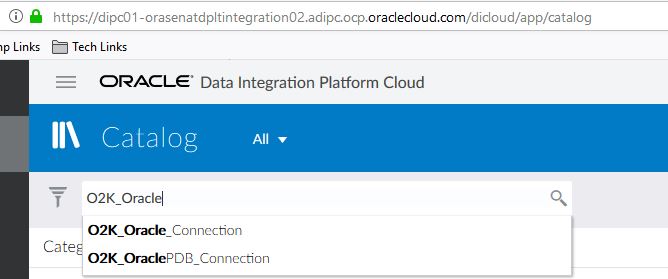 https://dipc01-orasenatdpltintegration02.adipc.ocp.oraclecloud.com/dicloud/app/catalog
mp Links Tech Links
ORACLE Data Integration Platform Cloud
Catalog All
O2K_Oracle
O2K_Oracle_Connection
O2K_OraclePDB_Connection
Categ